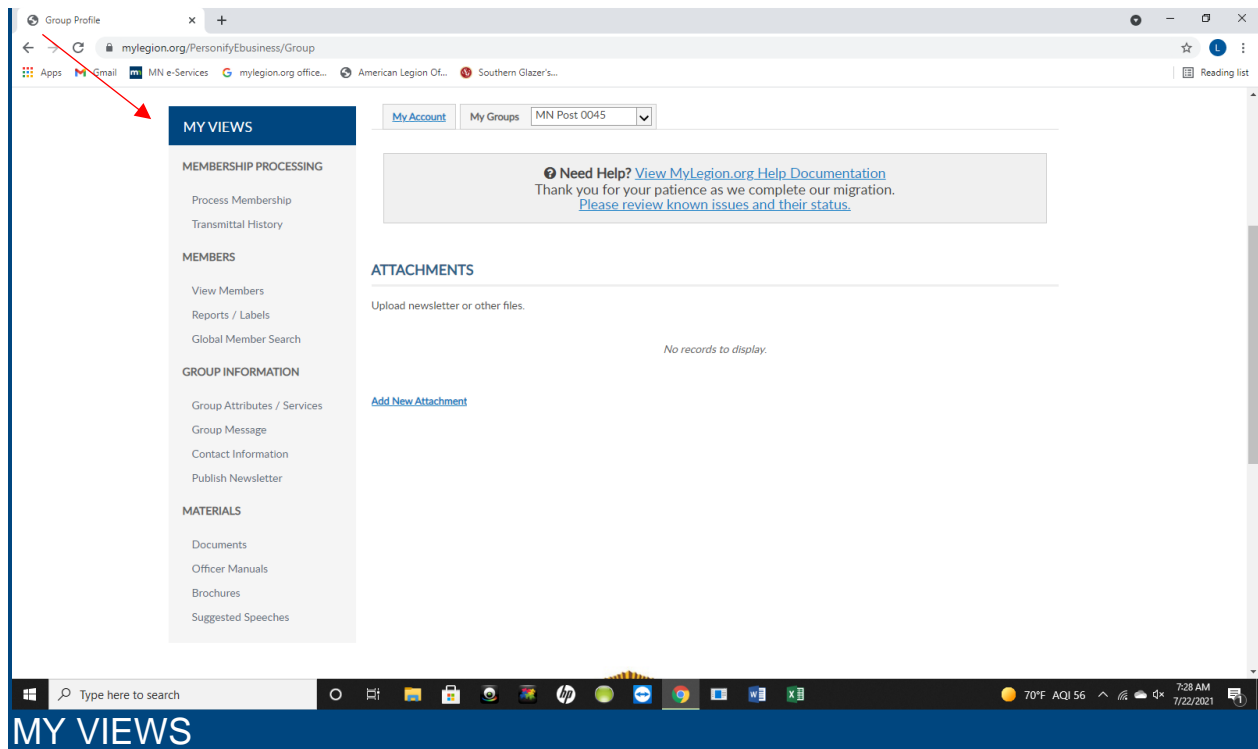 Group Profile
mylegion.org/PersonifyEbusiness/Group
L
Apps
Gmail
MN e-Services
mylegion.org office...
American Legion Of...
Southern Glazer's...
Reading list
MY VIEWS
My Account
My Groups
MN Post 0045
MEMBERSHIP PROCESSING
Process Membership
Transmittal History
MEMBERS
View Members
Reports / Labels
Global Member Search
GROUP INFORMATION
Group Attributes / Services
Group Message
Contact Information
Publish Newsletter
MATERIALS
Documents
Officer Manuals
Brochures
Suggested Speeches
Need Help? View MyLegion.org Help Documentation
Thank you for your patience as we complete our migration.
Please review known issues and their status.
ATTACHMENTS
Upload newsletter or other files.
No records to display.
Add New Attachment
Type here to search
hp
70°F AQI 56
7:28 AM
7/22/2021
1
MY VIEWS